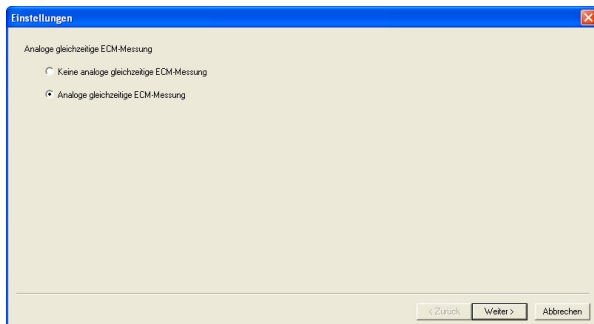 Einstellungen
Analoge gleichzeitige ECM-Messung
Keine analoge gleichzeitige ECM-Messung
Analoge gleichzeitige ECM-Messung
< Zurück Weiter > Abbrechen